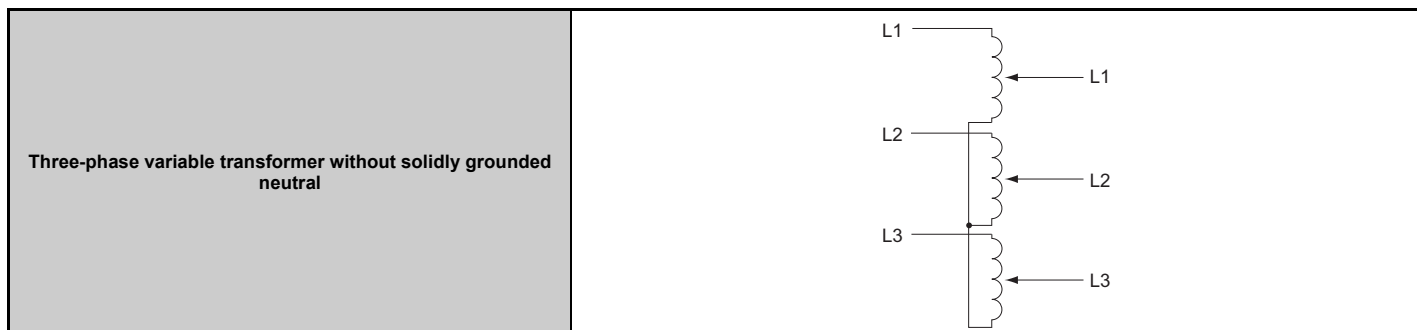 Three-phase variable transformer without solidly grounded
neutral
L1
L1
L2
L2
L3
L3